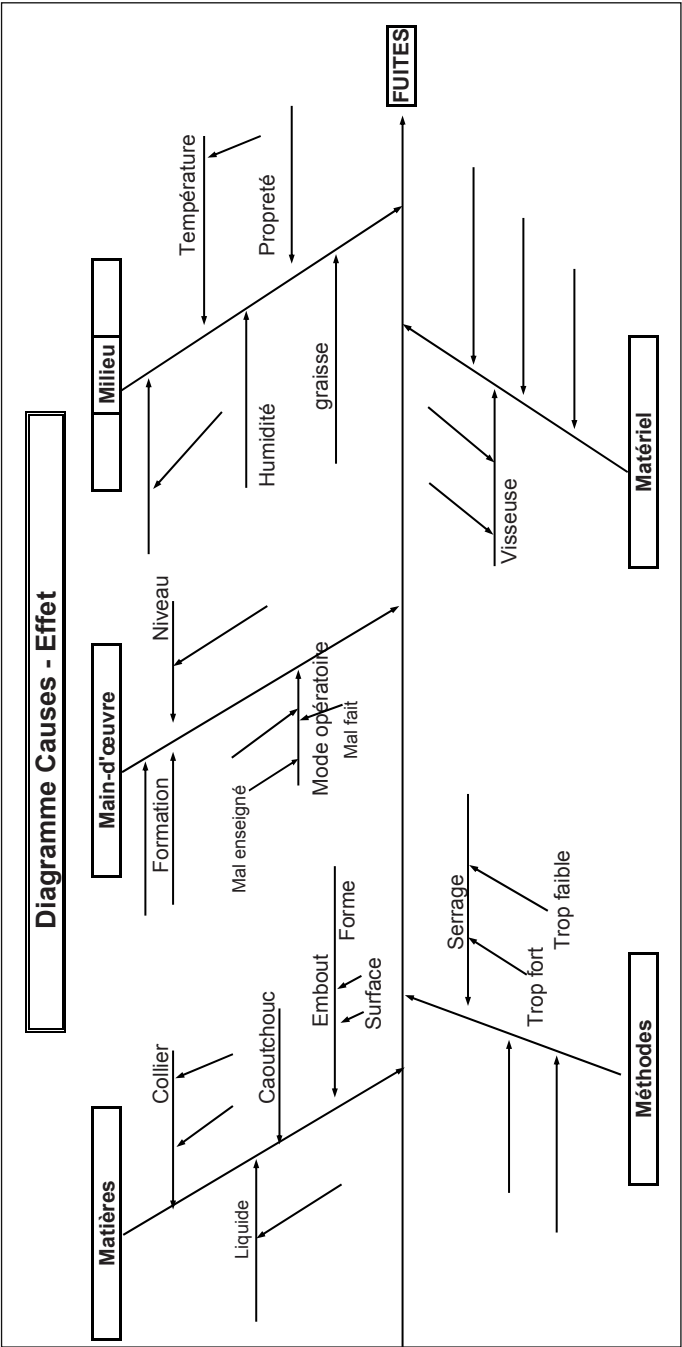 Diagramme Causes - Effet
Matières
Main-d'œuvre
Milieu
Collier
Liquide
Caoutchouc
Embout
Forme
Surface
Formation
Niveau
Mal enseigné
Mode opératoire
Mal fait
Température
Humidité
Propreté
graisse
FUITES
Serrage
Trop fort
Trop faible
Visseuse
Méthodes
Matériel